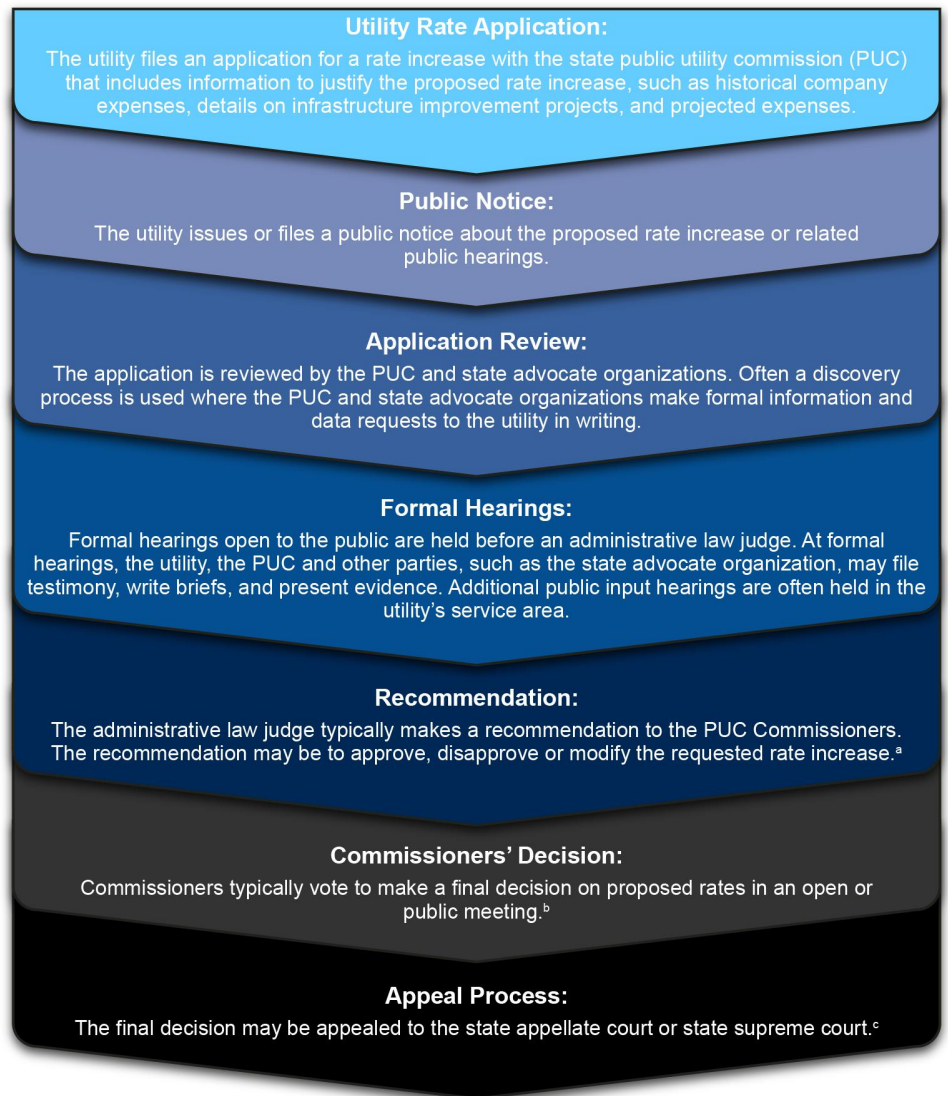 Utility Rate Application:
The utility files an application for a rate increase with the state public utility commission (PUC)
that includes information to justify the proposed rate increase, such as historical company
expenses, details on infrastructure improvement projects, and projected expenses.
Public Notice:
The utility issues or files a public notice about the proposed rate increase or related
public hearings.
Application Review:
The application is reviewed by the PUC and state advocate organizations. Often a discovery
process is used where the PUC and state advocate organizations make formal information and
data requests to the utility in writing.
Formal Hearings:
Formal hearings open to the public are held before an administrative law judge. At formal
hearings, the utility, the PUC and other parties, such as the state advocate organization, may file
testimony, write briefs, and present evidence. Additional public input hearings are often held in the
utility’s service area.
Recommendation:
The administrative law judge typically makes a recommendation to the PUC Commissioners.
The recommendation may be to approve, disapprove or modify the requested rate increase.ᵃ
Commissioners’ Decision:
Commissioners typically vote to make a final decision on proposed rates in an open or
public meeting.ᵇ
Appeal Process:
The final decision may be appealed to the state appellate court or state supreme court.ᶜ